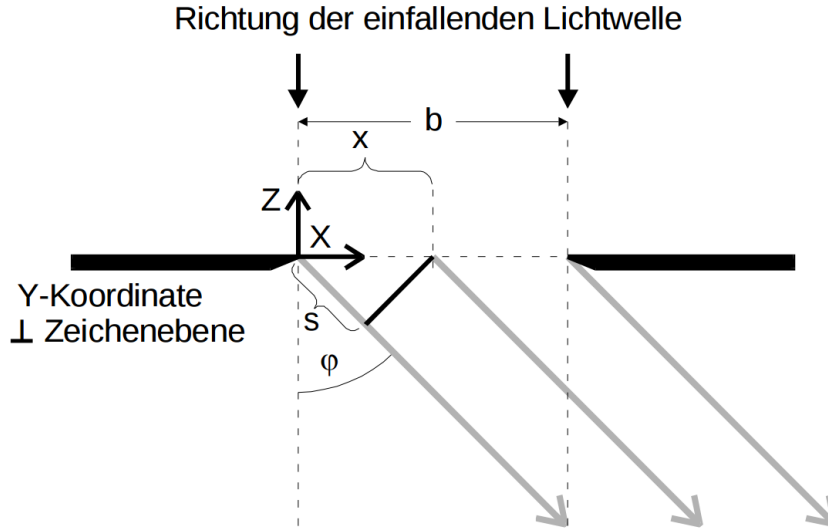 Richtung der einfallenden Lichtwelle
b
x
Z
X
Y-Koordinate
⊥ Zeichenebene
s
φ